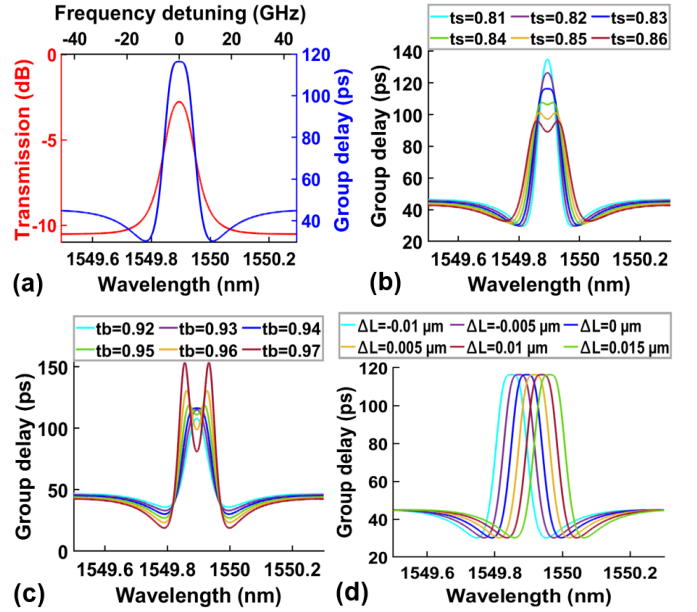 Frequency detuning (GHz)
-40 -20 0 20 40
0 -5 -10
Transmission (dB)
120 100 80 60 40
Group delay (ps)
1549.6 1549.8 1550 1550.2
Wavelength (nm)
(a)
ts=0.81 ts=0.82 ts=0.83
ts=0.84 ts=0.85 ts=0.86
140 120 100 80 60 40 20
Group delay (ps)
1549.6 1549.8 1550 1550.2
Wavelength (nm)
(b)
tb=0.92 tb=0.93 tb=0.94
tb=0.95 tb=0.96 tb=0.97
150 100 50 0
Group delay (ps)
1549.6 1549.8 1550 1550.2
Wavelength (nm)
(c)
ΔL=-0.01 μm ΔL=-0.005 μm ΔL=0 μm
ΔL=0.005 μm ΔL=0.01 μm ΔL=0.015 μm
120 100 80 60 40 20
Group delay (ps)
1549.6 1549.8 1550 1550.2
Wavelength (nm)
(d)